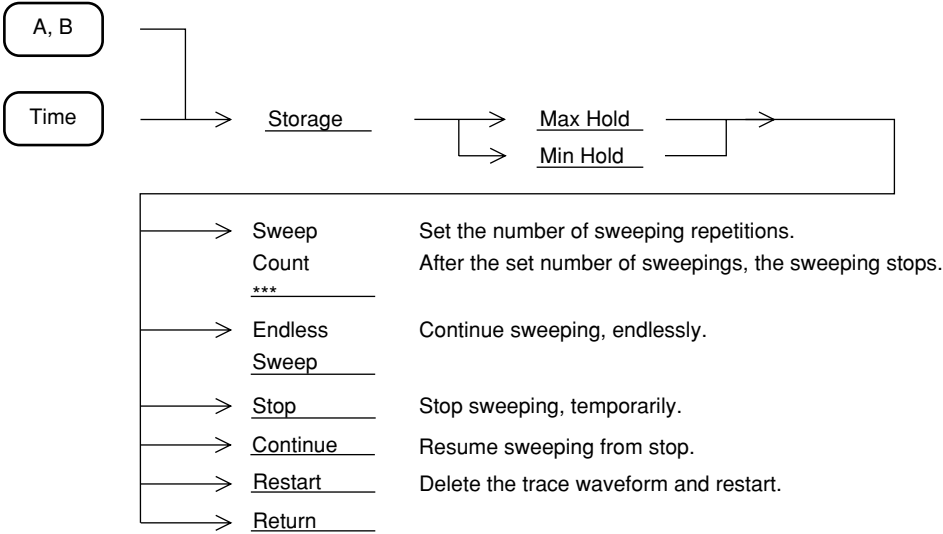 A, B
Time
Storage
Max Hold
Min Hold
Sweep Set the number of sweeping repetitions.
Count After the set number of sweepings, the sweeping stops.
***
Endless Continue sweeping, endlessly.
Sweep
Stop Stop sweeping, temporarily.
Continue Resume sweeping from stop.
Restart Delete the trace waveform and restart.
Return